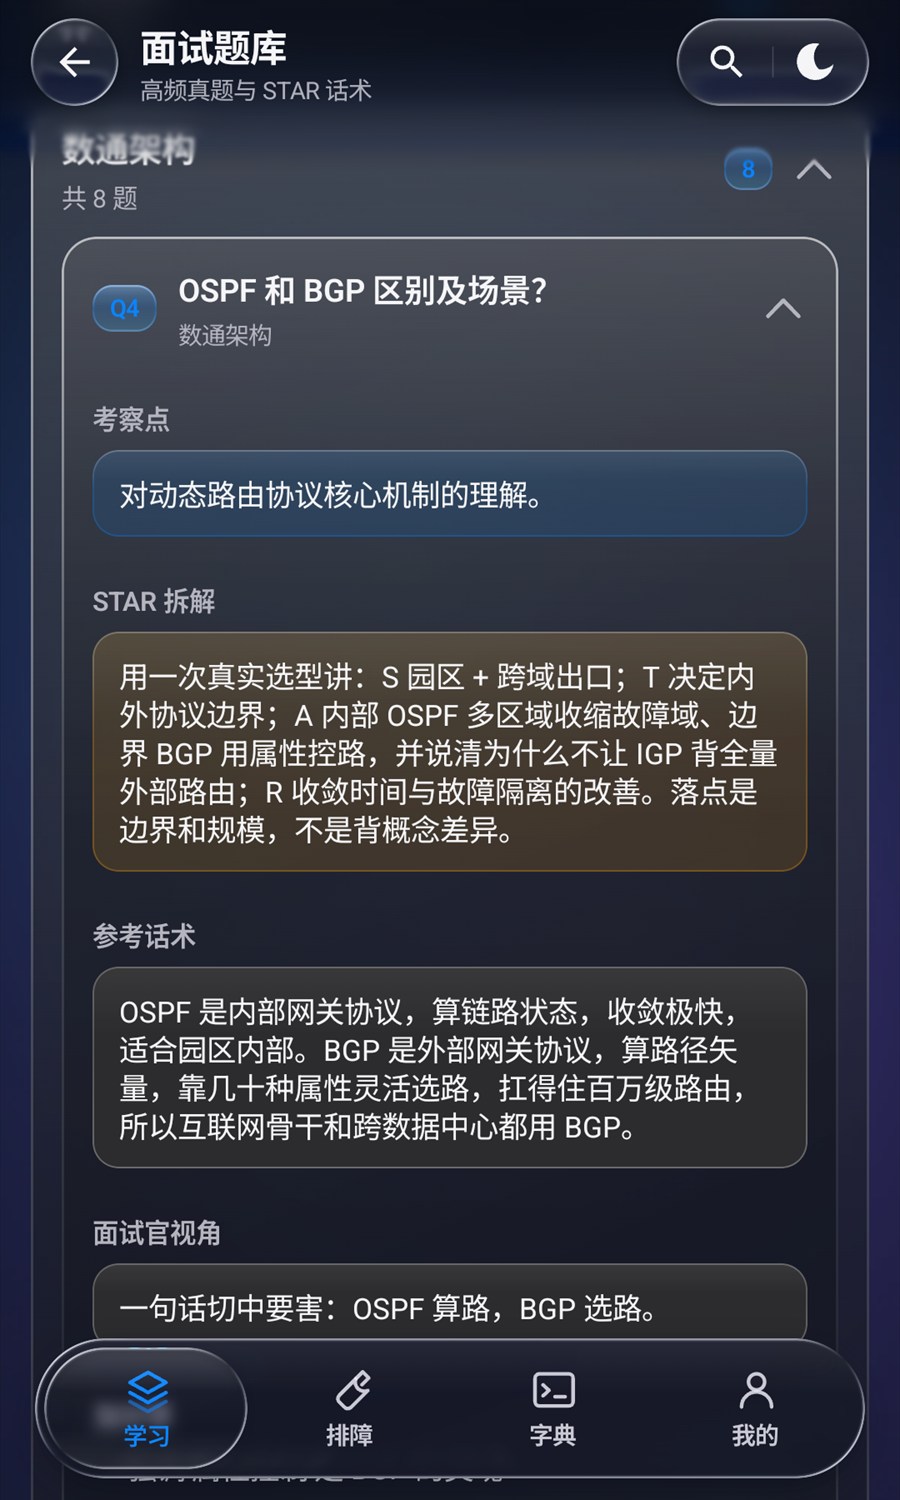 面试题库
高频真题与 STAR 话术
数通架构
8
共 8 题
Q4
OSPF 和 BGP 区别及场景?
数通架构
考察点
对动态路由协议核心机制的理解。
STAR 拆解
用一次真实选型讲：S 园区 + 跨域出口；T 决定内
外协议边界；A 内部 OSPF 多区域收缩故障域、边
界 BGP 用属性控路，并说清为什么不让 IGP 背全量
外部路由；R 收敛时间与故障隔离的改善。落点是
边界和规模，不是背概念差异。
参考话术
OSPF 是内部网关协议，算链路状态，收敛极快，
适合园区内部。BGP 是外部网关协议，算路径矢
量，靠几十种属性灵活选路，扛得住百万级路由，
所以互联网骨干和跨数据中心都用 BGP。
面试官视角
一句话切中要害：OSPF 算路，BGP 选路。
学习
排障
字典
我的